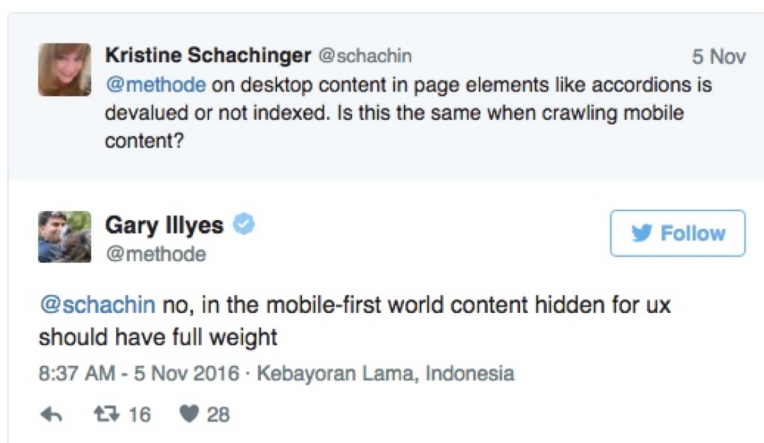 Kristine Schachinger @schachin 5 Nov
@methode on desktop content in page elements like accordions is
devalued or not indexed. Is this the same when crawling mobile
content?
Gary Illyes
@methode
Follow
@schachin no, in the mobile-first world content hidden for ux
should have full weight
8:37 AM - 5 Nov 2016 · Kebayoran Lama, Indonesia
16 28